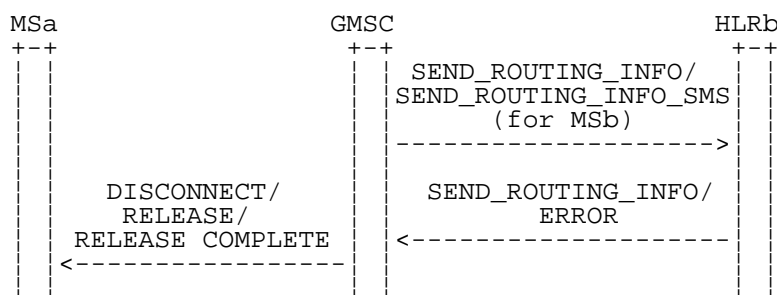 MSa GMSC HLRb
SEND_ROUTING_INFO/
SEND_ROUTING_INFO_SMS
(for MSb)
DISCONNECT/ SEND_ROUTING_INFO/
RELEASE/ ERROR
RELEASE COMPLETE